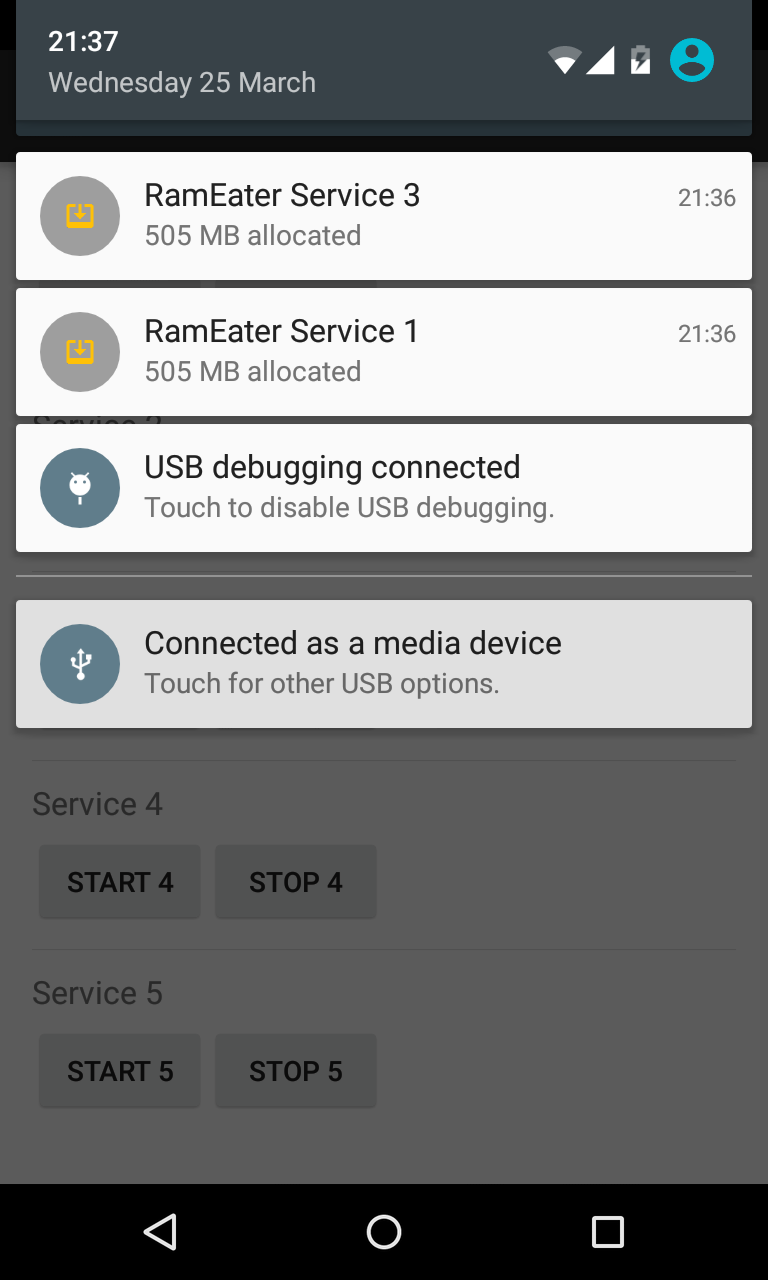 21:37
Wednesday 25 March
RamEater Service 3
21:36
505 MB allocated
RamEater Service 1
21:36
505 MB allocated
USB debugging connected
Touch to disable USB debugging.
Connected as a media device
Touch for other USB options.
Service 4
START 4 STOP 4
Service 5
START 5 STOP 5